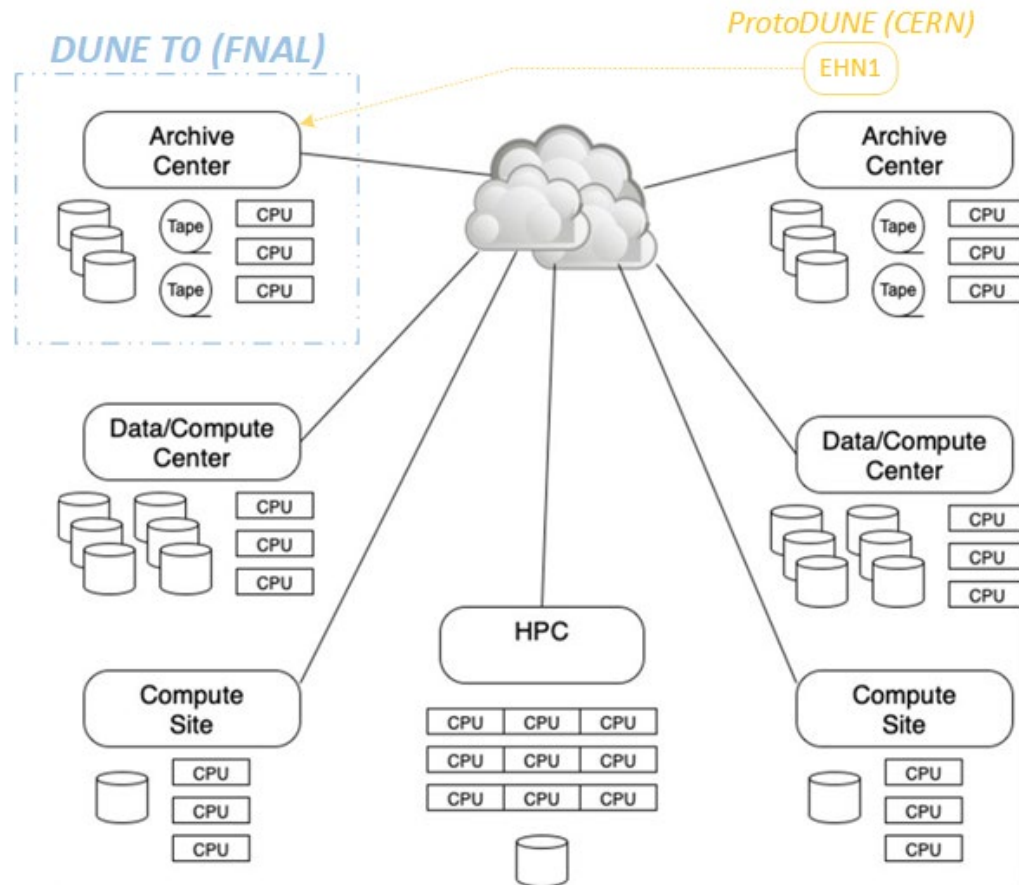 DUNE T0 (FNAL)
ProtoDUNE (CERN)
EHN1
Archive
Center
Tape
CPU
CPU
Tape
CPU
Archive
Center
Tape
CPU
CPU
Tape
CPU
Data/Compute
Center
CPU
CPU
CPU
Data/Compute
Center
CPU
CPU
CPU
HPC
CPU CPU CPU
CPU CPU CPU
CPU CPU CPU
Compute
Site
CPU
CPU
CPU
Compute
Site
CPU
CPU
CPU